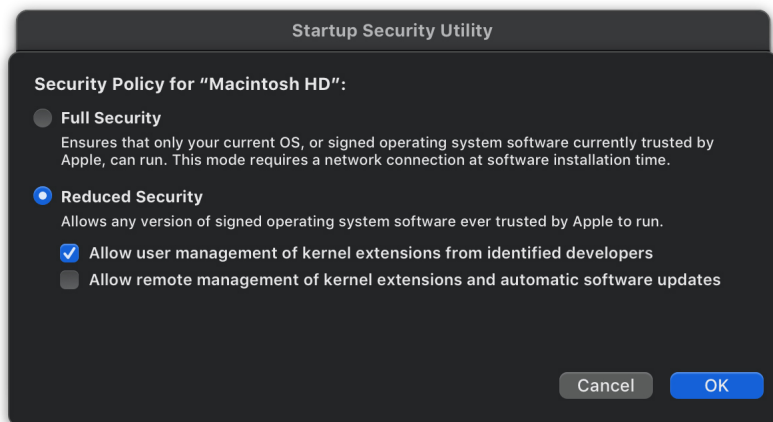 Startup Security Utility
Security Policy for “Macintosh HD”:
Full Security
Ensures that only your current OS, or signed operating system software currently trusted by
Apple, can run. This mode requires a network connection at software installation time.
Reduced Security
Allows any version of signed operating system software ever trusted by Apple to run.
Allow user management of kernel extensions from identified developers
Allow remote management of kernel extensions and automatic software updates
Cancel OK